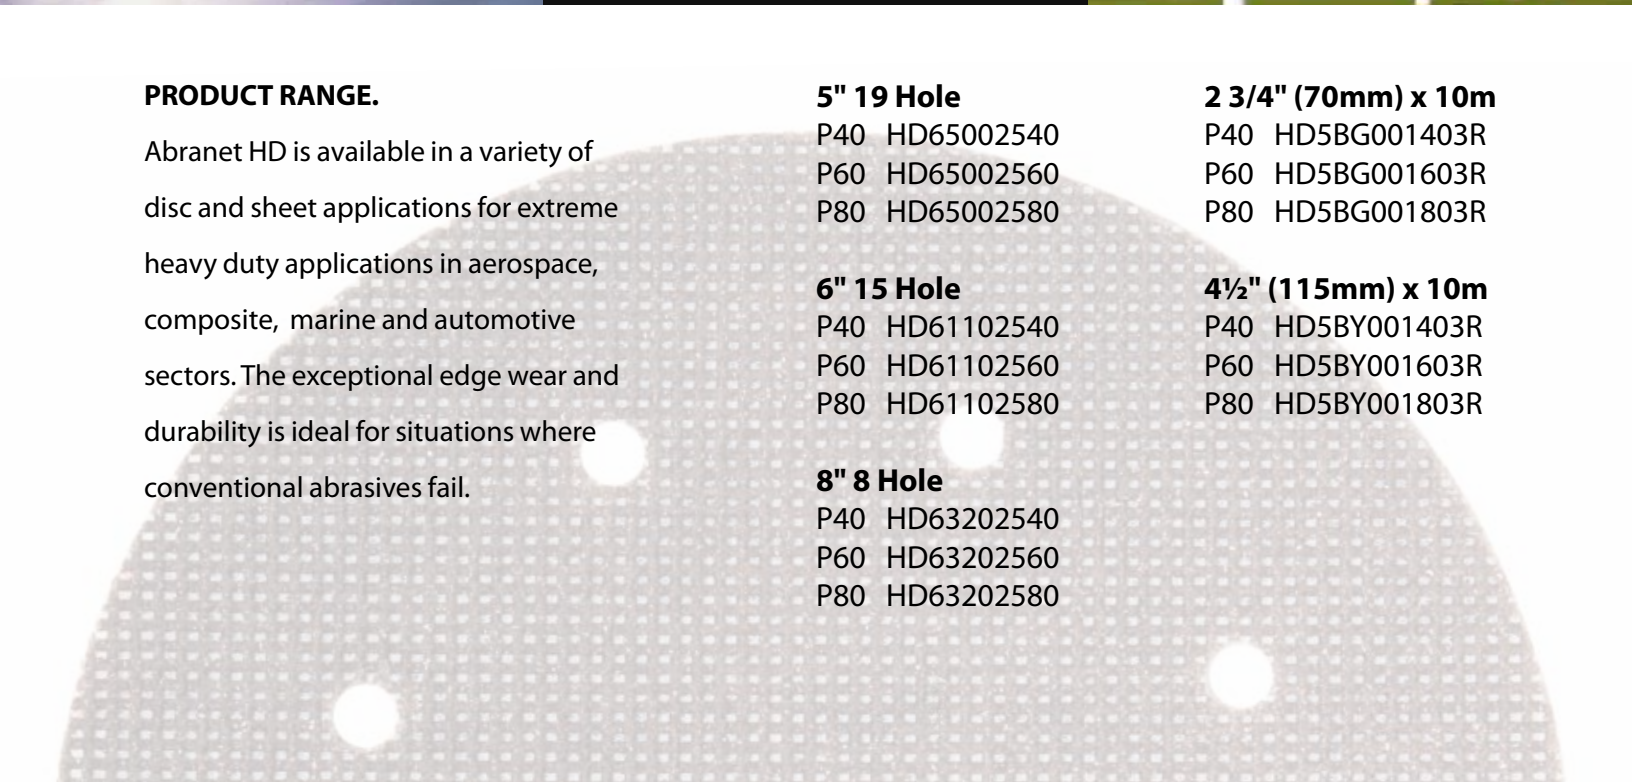 PRODUCT RANGE.
Abranet HD is available in a variety of
disc and sheet applications for extreme
heavy duty applications in aerospace,
composite,  marine and automotive
sectors. The exceptional edge wear and
durability is ideal for situations where
conventional abrasives fail.
5" 19 Hole
P40 HD65002540
P60 HD65002560
P80 HD65002580
6" 15 Hole
P40 HD61102540
P60 HD61102560
P80 HD61102580
8" 8 Hole
P40 HD63202540
P60 HD63202560
P80 HD63202580
2 3/4" (70mm) x 10m
P40 HD5BG001403R
P60 HD5BG001603R
P80 HD5BG001803R
4½" (115mm) x 10m
P40 HD5BY001403R
P60 HD5BY001603R
P80 HD5BY001803R